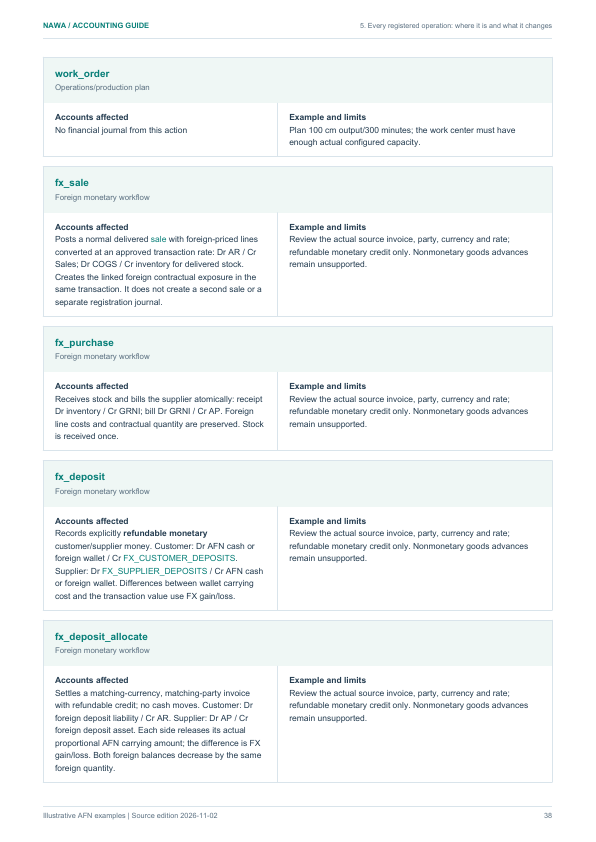 NAWA / ACCOUNTING GUIDE
5. Every registered operation: where it is and what it changes
work_order
Operations/production plan
Accounts affected
No financial journal from this action
Example and limits
Plan 100 cm output/300 minutes; the work center must have
enough actual configured capacity.
fx_sale
Foreign monetary workflow
Accounts affected
Posts a normal delivered sale with foreign-priced lines
converted at an approved transaction rate: Dr AR / Cr
Sales; Dr COGS / Cr inventory for delivered stock.
Creates the linked foreign contractual exposure in the
same transaction. It does not create a second sale or a
separate registration journal.
Example and limits
Review the actual source invoice, party, currency and rate;
refundable monetary credit only. Nonmonetary goods advances
remain unsupported.
fx_purchase
Foreign monetary workflow
Accounts affected
Receives stock and bills the supplier atomically: receipt
Dr inventory / Cr GRNI; bill Dr GRNI / Cr AP. Foreign
line costs and contractual quantity are preserved. Stock
is received once.
Example and limits
Review the actual source invoice, party, currency and rate;
refundable monetary credit only. Nonmonetary goods advances
remain unsupported.
fx_deposit
Foreign monetary workflow
Accounts affected
Records explicitly refundable monetary
customer/supplier money. Customer: Dr AFN cash or
foreign wallet / Cr FX_CUSTOMER_DEPOSITS.
Supplier: Dr FX_SUPPLIER_DEPOSITS / Cr AFN cash
or foreign wallet. Differences between wallet carrying
cost and the transaction value use FX gain/loss.
Example and limits
Review the actual source invoice, party, currency and rate;
refundable monetary credit only. Nonmonetary goods advances
remain unsupported.
fx_deposit_allocate
Foreign monetary workflow
Accounts affected
Settles a matching-currency, matching-party invoice
with refundable credit; no cash moves. Customer: Dr
foreign deposit liability / Cr AR. Supplier: Dr AP / Cr
foreign deposit asset. Each side releases its actual
proportional AFN carrying amount; the difference is FX
gain/loss. Both foreign balances decrease by the same
foreign quantity.
Example and limits
Review the actual source invoice, party, currency and rate;
refundable monetary credit only. Nonmonetary goods advances
remain unsupported.
Illustrative AFN examples | Source edition 2026-11-02
38